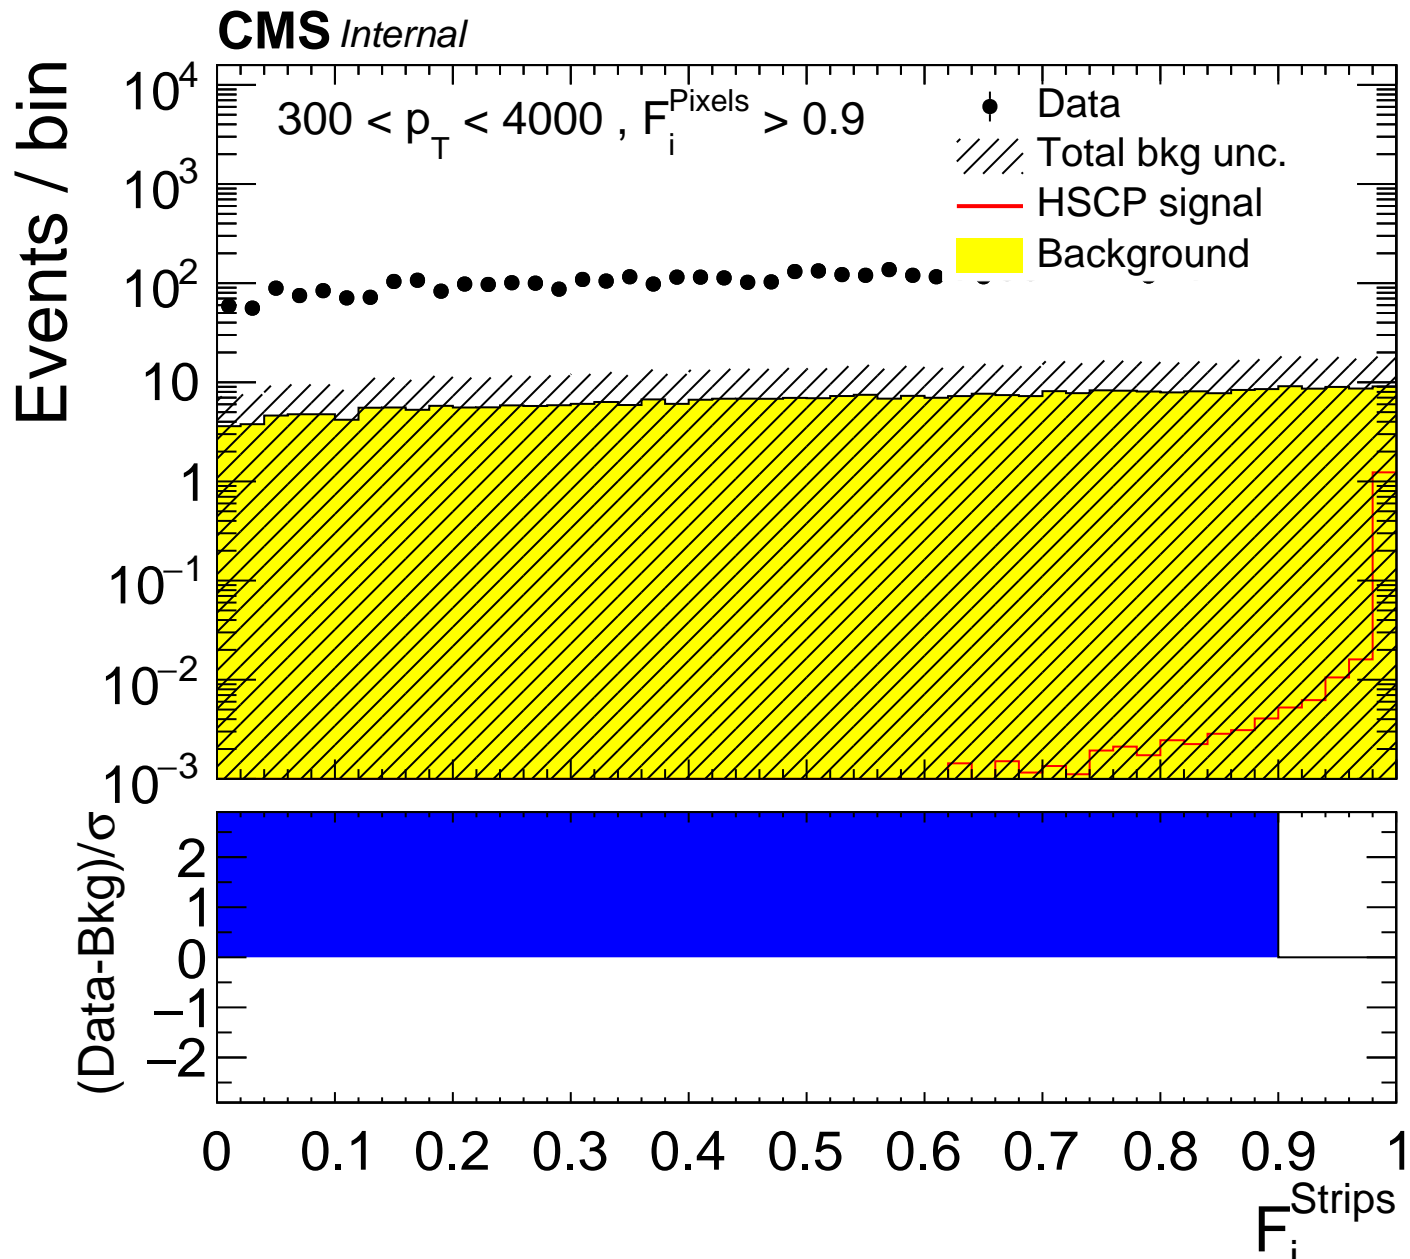 CMS Internal
Events / bin
10^4
10^3
10^2
10
1
10^−1
10^−2
10^−3
300 < p_T < 4000 , F_i^Pixels > 0.9
Data
Total bkg unc.
HSCP signal
Background
(Data-Bkg)/σ
2
1
0
−1
−2
0 0.1 0.2 0.3 0.4 0.5 0.6 0.7 0.8 0.9 1
F_i^Strips